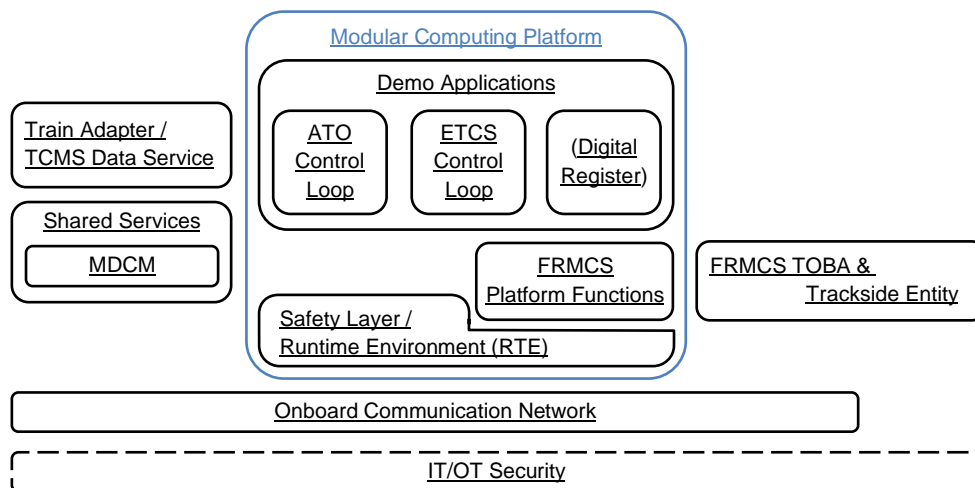 Modular Computing Platform
Demo Applications
Train Adapter /
TCMS Data Service
ATO
Control
Loop
ETCS
Control
Loop
(Digital
Register)
Shared Services
MDCM
FRMCS
Platform Functions
FRMCS TOBA &
Trackside Entity
Safety Layer /
Runtime Environment (RTE)
Onboard Communication Network
IT/OT Security